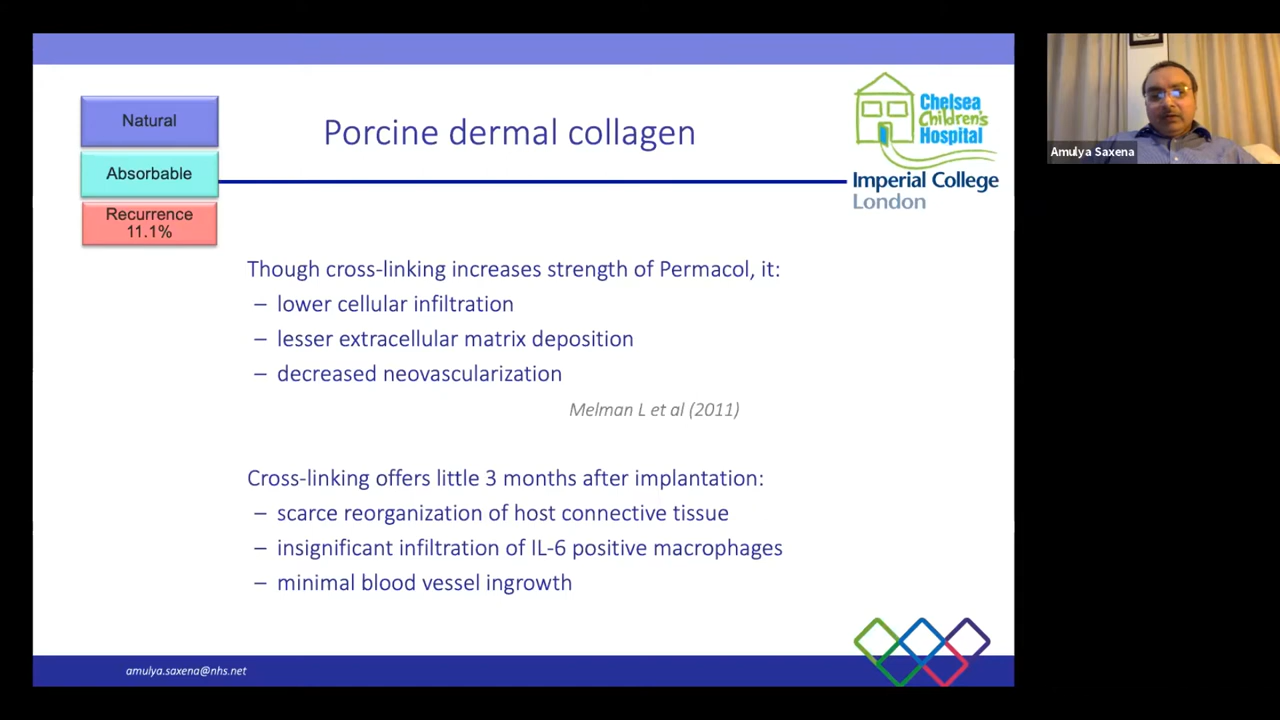 Natural
Absorbable
Recurrence
11.1%
Porcine dermal collagen
Chelsea
Children's
Hospital
Imperial College
London
Amulya Saxena
Though cross-linking increases strength of Permacol, it:
– lower cellular infiltration
– lesser extracellular matrix deposition
– decreased neovascularization
Melman L et al (2011)
Cross-linking offers little 3 months after implantation:
– scarce reorganization of host connective tissue
– insignificant infiltration of IL-6 positive macrophages
– minimal blood vessel ingrowth
amulya.saxena@nhs.net